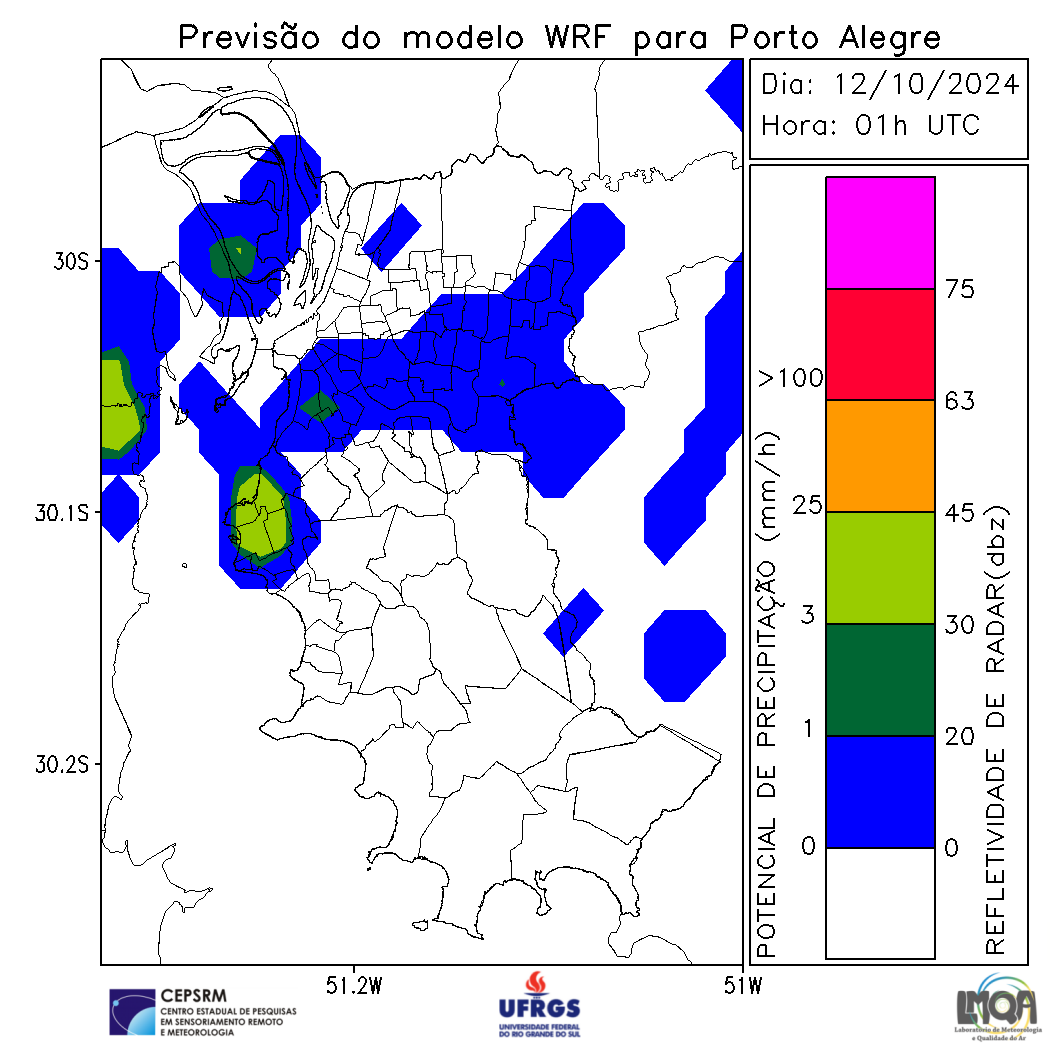 Previsão do modelo WRF para Porto Alegre
Dia: 12/10/2024
Hora: 01h UTC
30S
30.1S
30.2S
51.2W
51W
POTENCIAL DE PRECIPITAÇÃO (mm/h)
>100
25
3
1
0
75
63
45
30
20
0
REFLETIVIDADE DE RADAR(dbz)
CEPSRM
CENTRO ESTADUAL DE PESQUISAS
EM SENSORIAMENTO REMOTO
E METEOROLOGIA
UFRGS
UNIVERSIDADE FEDERAL
DO RIO GRANDE DO SUL
LMQA
Laboratório de Meteorologia
e Qualidade do Ar